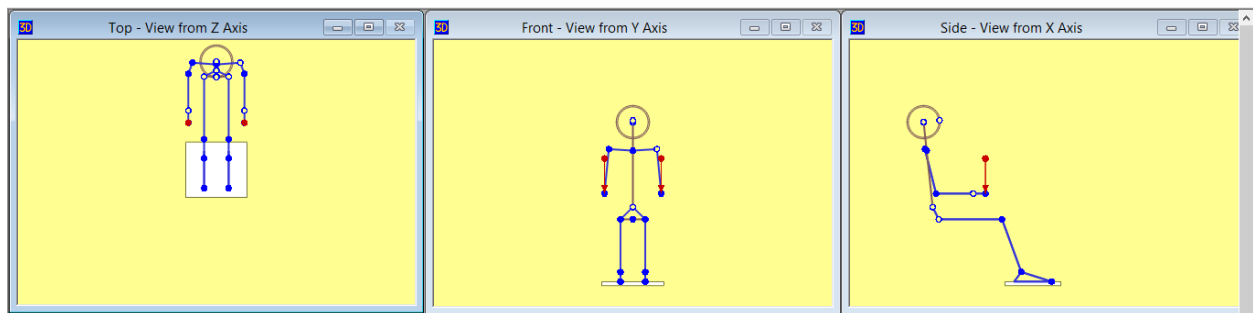 3D Top - View from Z Axis
3D Front - View from Y Axis
3D Side - View from X Axis